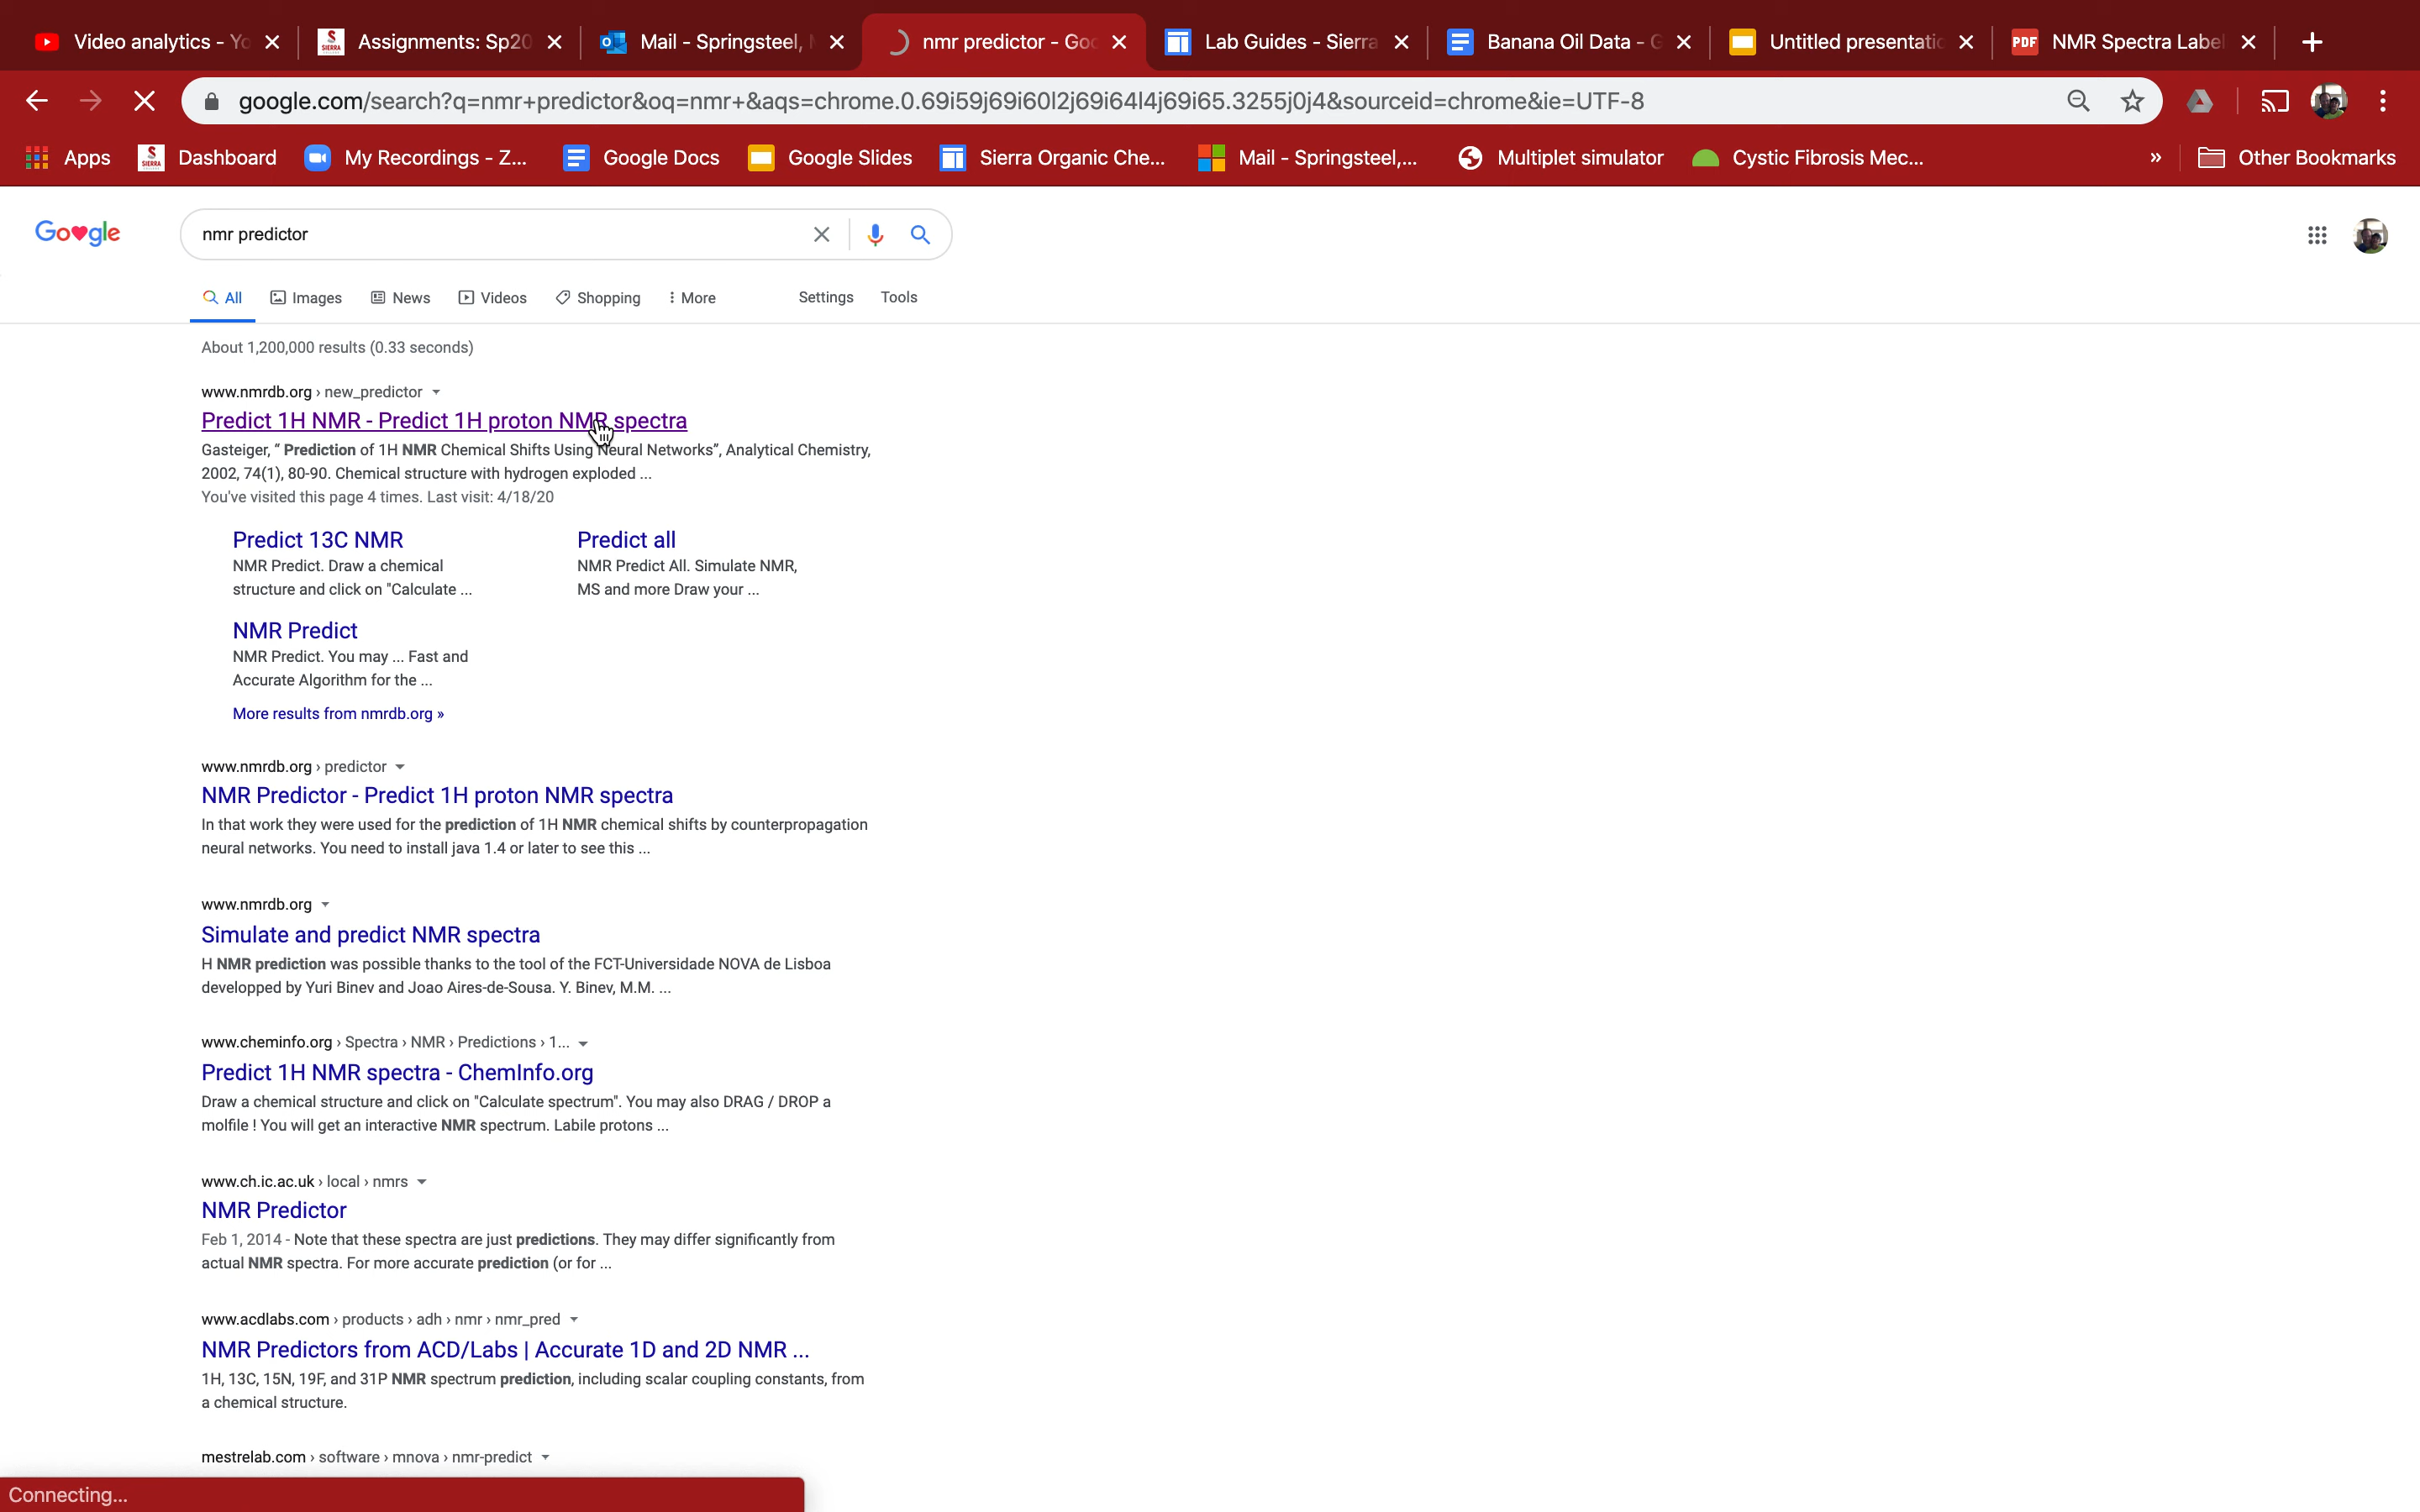 Video analytics - Yo
Assignments: Sp20
Mail - Springsteel,
nmr predictor - Goo
Lab Guides - Sierra
Banana Oil Data - G
Untitled presentatio
PDF NMR Spectra Label
google.com/search?q=nmr+predictor&oq=nmr+&aqs=chrome.0.69i59j69i60l2j69i64l4j69i65.3255j0j4&sourceid=chrome&ie=UTF-8
Apps
SIERRA Dashboard
My Recordings - Z...
Google Docs
Google Slides
Sierra Organic Che...
Mail - Springsteel,...
Multiplet simulator
Cystic Fibrosis Mec...
» Other Bookmarks
Go♥gle
nmr predictor
All Images News Videos Shopping More Settings Tools
About 1,200,000 results (0.33 seconds)
www.nmrdb.org › new_predictor
Predict 1H NMR - Predict 1H proton NMR spectra
Gasteiger, “ Prediction of 1H NMR Chemical Shifts Using Neural Networks”, Analytical Chemistry,
2002, 74(1), 80-90. Chemical structure with hydrogen exploded ...
You've visited this page 4 times. Last visit: 4/18/20
Predict 13C NMR
NMR Predict. Draw a chemical
structure and click on "Calculate ...
Predict all
NMR Predict All. Simulate NMR,
MS and more Draw your ...
NMR Predict
NMR Predict. You may ... Fast and
Accurate Algorithm for the ...
More results from nmrdb.org »
www.nmrdb.org › predictor
NMR Predictor - Predict 1H proton NMR spectra
In that work they were used for the prediction of 1H NMR chemical shifts by counterpropagation
neural networks. You need to install java 1.4 or later to see this ...
www.nmrdb.org
Simulate and predict NMR spectra
H NMR prediction was possible thanks to the tool of the FCT-Universidade NOVA de Lisboa
developped by Yuri Binev and Joao Aires-de-Sousa. Y. Binev, M.M. ...
www.cheminfo.org › Spectra › NMR › Predictions › 1...
Predict 1H NMR spectra - ChemInfo.org
Draw a chemical structure and click on "Calculate spectrum". You may also DRAG / DROP a
molfile ! You will get an interactive NMR spectrum. Labile protons ...
www.ch.ic.ac.uk › local › nmrs
NMR Predictor
Feb 1, 2014 - Note that these spectra are just predictions. They may differ significantly from
actual NMR spectra. For more accurate prediction (or for ...
www.acdlabs.com › products › adh › nmr › nmr_pred
NMR Predictors from ACD/Labs | Accurate 1D and 2D NMR ...
1H, 13C, 15N, 19F, and 31P NMR spectrum prediction, including scalar coupling constants, from
a chemical structure.
mestrelab.com › software › mnova › nmr-predict
Connecting...